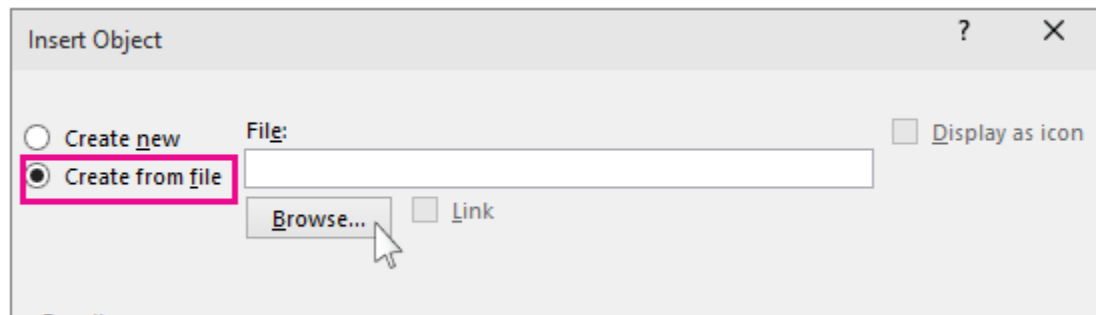 Insert Object
?
Create new
File:
Display as icon
Create from file
Browse...
Link